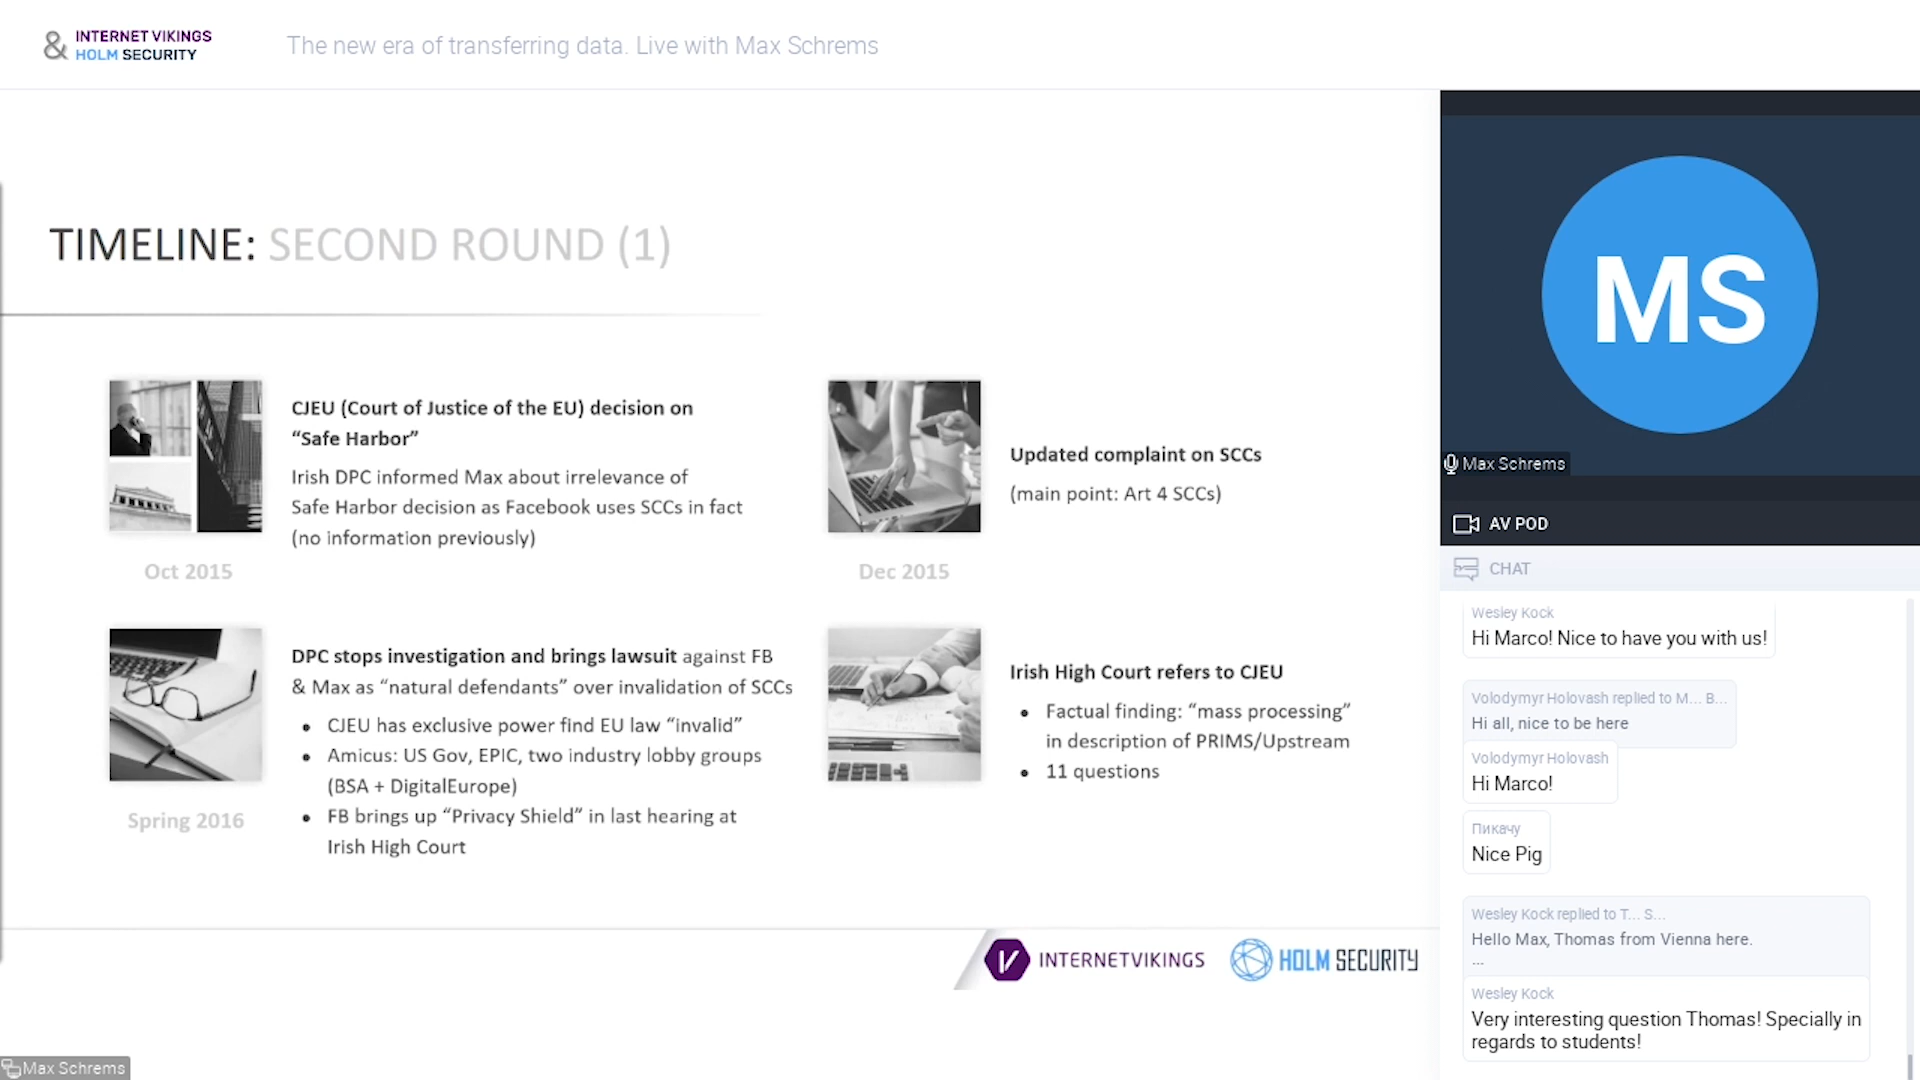 & INTERNET VIKINGS
HOLM SECURITY
The new era of transferring data. Live with Max Schrems
TIMELINE: SECOND ROUND (1)
CJEU (Court of Justice of the EU) decision on
“Safe Harbor”
Irish DPC informed Max about irrelevance of
Safe Harbor decision as Facebook uses SCCs in fact
(no information previously)
Oct 2015
Updated complaint on SCCs
(main point: Art 4 SCCs)
Dec 2015
DPC stops investigation and brings lawsuit against FB
& Max as “natural defendants” over invalidation of SCCs
• CJEU has exclusive power find EU law “invalid”
• Amicus: US Gov, EPIC, two industry lobby groups
(BSA + DigitalEurope)
• FB brings up “Privacy Shield” in last hearing at
Irish High Court
Spring 2016
Irish High Court refers to CJEU
• Factual finding: “mass processing”
in description of PRIMS/Upstream
• 11 questions
INTERNETVIKINGS
HOLM SECURITY
Max Schrems
MS
Max Schrems
AV POD
CHAT
Wesley Kock
Hi Marco! Nice to have you with us!
Volodymyr Holovash replied to M... B...
Hi all, nice to be here
Volodymyr Holovash
Hi Marco!
Пикачу
Nice Pig
Wesley Kock replied to T... S...
Hello Max, Thomas from Vienna here.
...
Wesley Kock
Very interesting question Thomas! Specially in
regards to students!